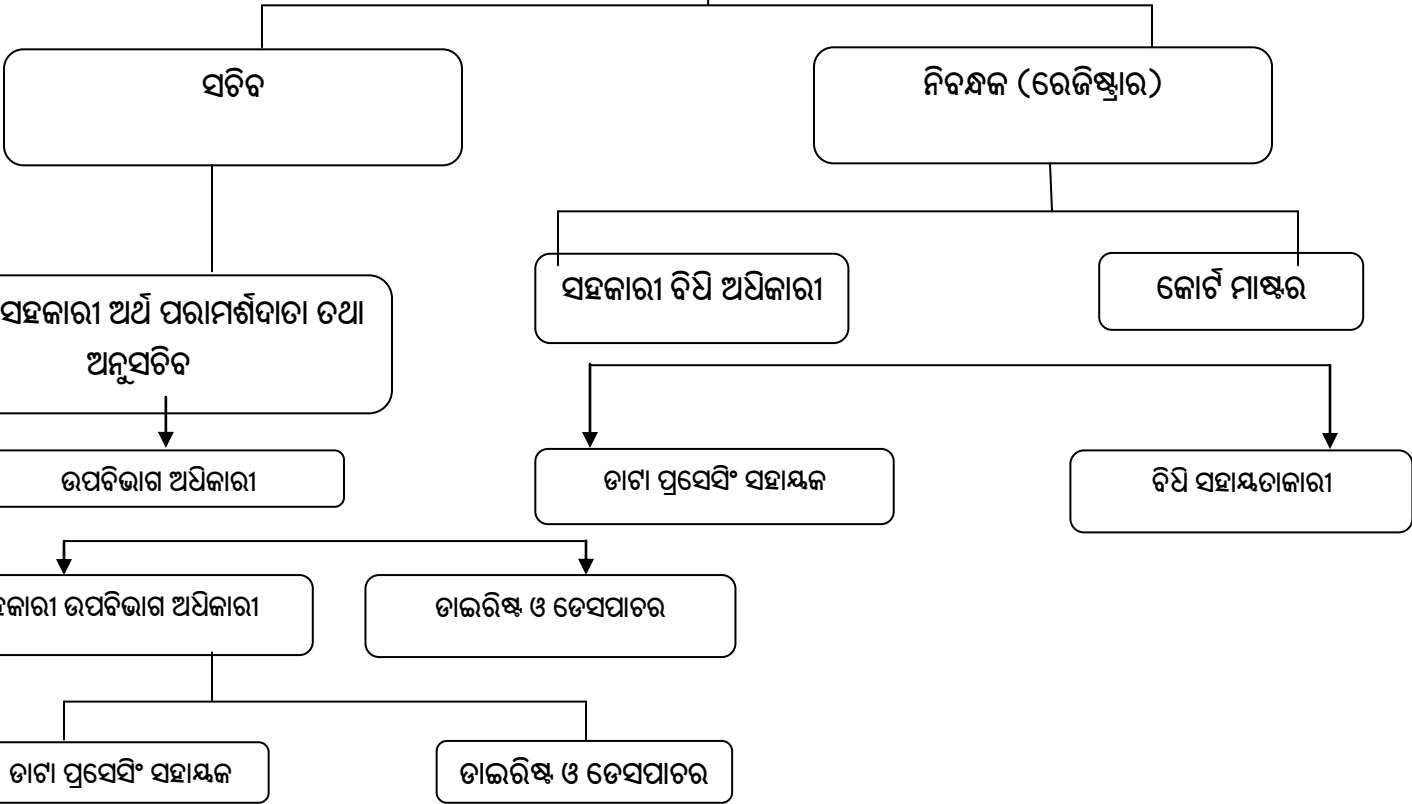 ସଚିବ
ନିବନ୍ଧକ (ରେଜିଷ୍ଟ୍ରାର)
ସହକାରୀ ଅର୍ଥ ପରାମର୍ଶଦାତା ତଥା
ଅନୁସଚିବ
ସହକାରୀ ବିଧି ଅଧିକାରୀ
କୋର୍ଟ ମାଷ୍ଟର
ଉପବିଭାଗ ଅଧିକାରୀ
ଡାଟା ପ୍ରସେସିଂ ସହାୟକ
ବିଧି ସହାୟତାକାରୀ
ହକାରୀ ଉପବିଭାଗ ଅଧିକାରୀ
ଡାଇରିଷ୍ଟ ଓ ଡେସପାଚର
ଡାଟା ପ୍ରସେସିଂ ସହାୟକ
ଡାଇରିଷ୍ଟ ଓ ଡେସପାଚର